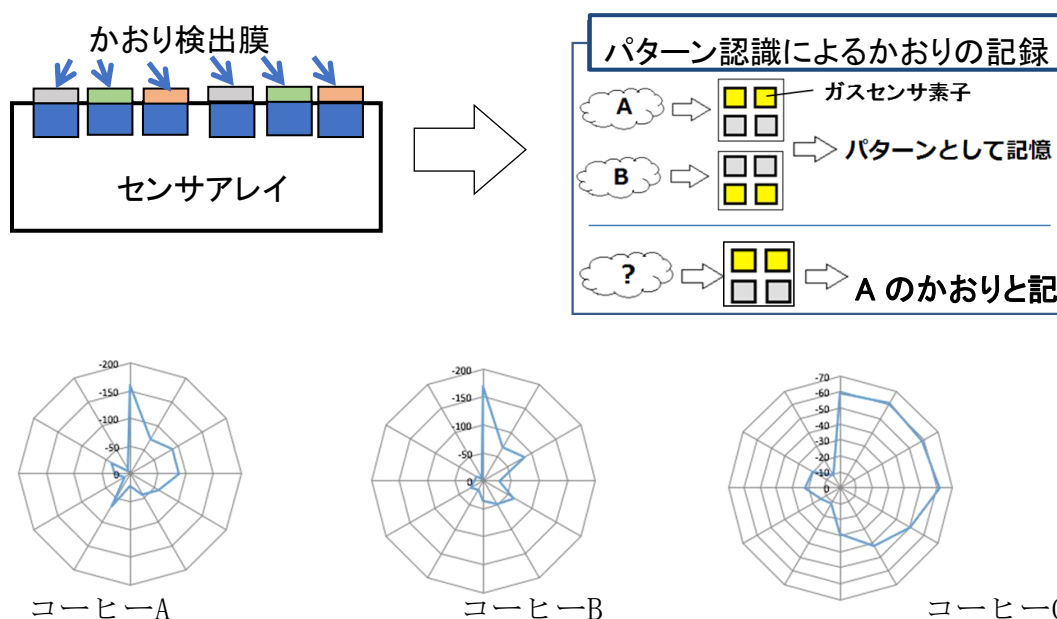 かおり検出膜
センサアレイ
パターン認識によるかおりの記録
ガスセンサ素子
A
B
パターンとして記憶
?
A のかおりと記
-200
-150
-100
-50
0
-200
-150
-100
-50
0
-70
-60
-50
-40
-30
-20
-10
0
コーヒーA
コーヒーB
コーヒーC